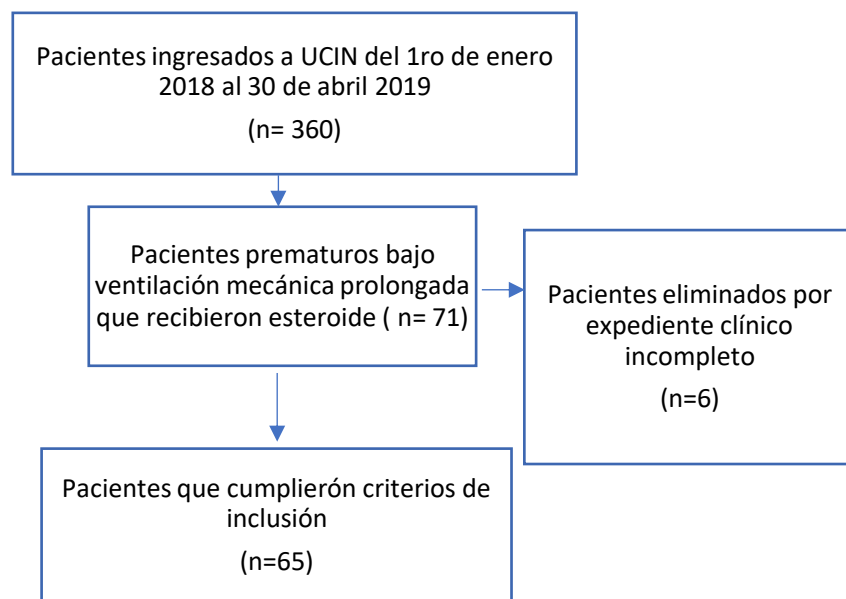 Pacientes ingresados a UCIN del 1ro de enero
2018 al 30 de abril 2019
(n= 360)
Pacientes prematuros bajo
ventilación mecánica prolongada
que recibieron esteroide ( n= 71)
Pacientes eliminados por
expediente clínico
incompleto
(n=6)
Pacientes que cumplierón criterios de
inclusión
(n=65)